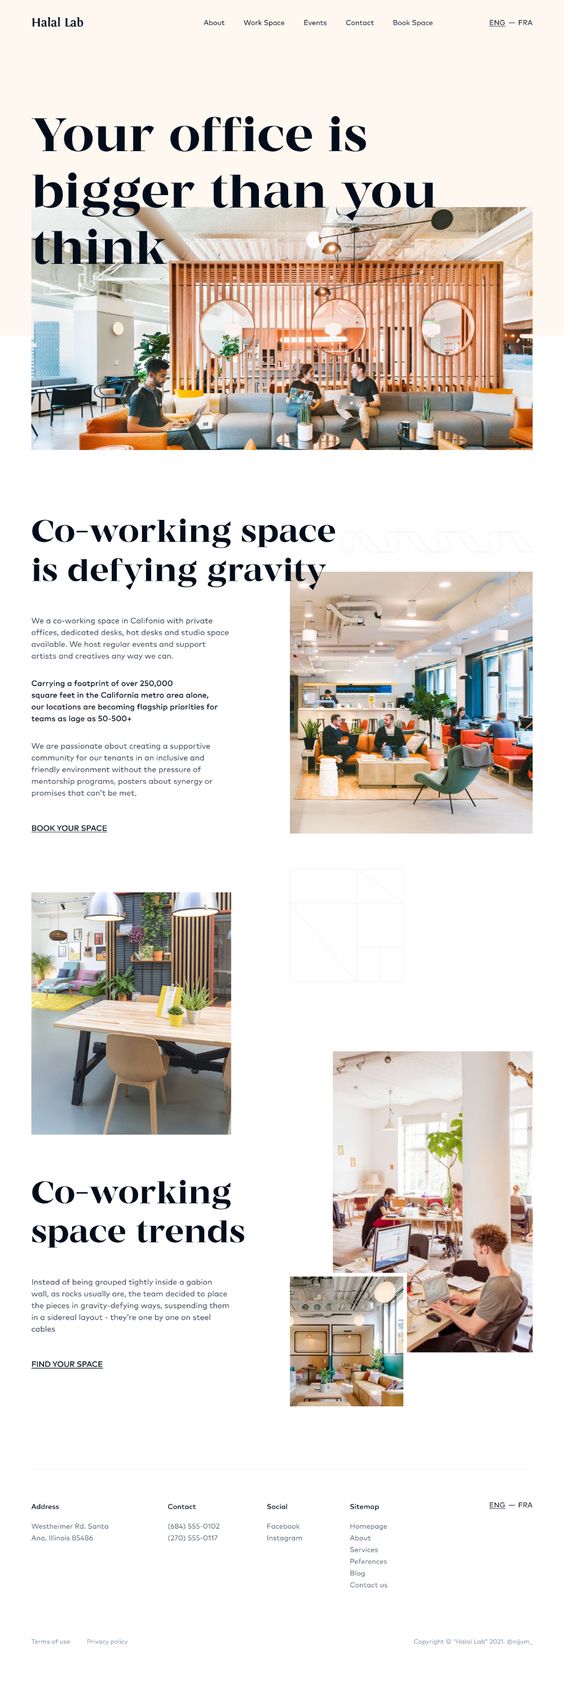 Halal Lab
About Work Space Events Contact Book Space
ENG — FRA
Your office is
bigger than you
think
Co-working space
is defying gravity
We a co-working space in Califonia with private
offices, dedicated desks, hot desks and studio space
available. We host regular events and support
artists and creatives any way we can.
Carrying a footprint of over 250,000
square feet in the California metro area alone,
our locations are becoming flagship priorities for
teams as lage as 50-500+
We are passionate about creating a supportive
community for our tenants in an inclusive and
friendly environment without the pressure of
mentorship programs, posters about synergy or
promises that can't be met.
BOOK YOUR SPACE
Co-working
space trends
Instead of being grouped tightly inside a gabion
wall, as rocks usually are, the team decided to place
the pieces in gravity-defying ways, suspending them
in a sidereal layout - they're one by one on steel
cables
FIND YOUR SPACE
Address
Westheimer Rd. Santa
Ana, Illinois 85486
Contact
(684) 555-0102
(270) 555-0117
Social
Facebook
Instagram
Sitemap
Homepage
About
Services
Peferences
Blog
Contact us
ENG — FRA
Terms of use Privacy policy
Copyright © "Halal Lab" 2021. @nijum_